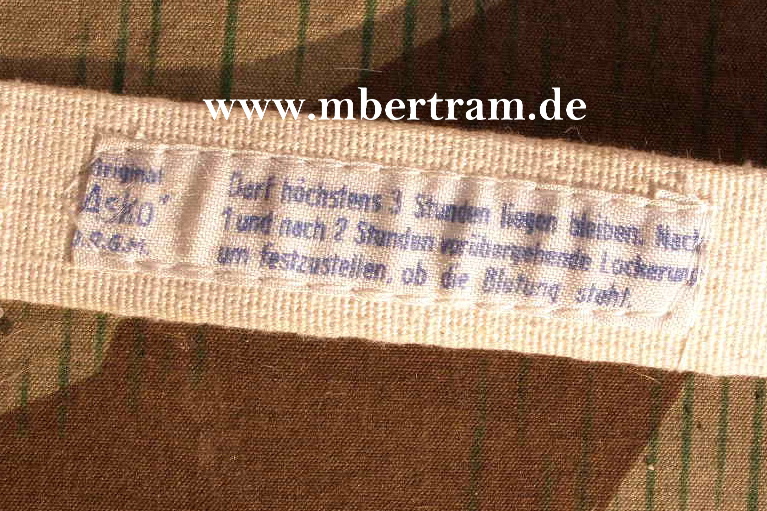 www.mbertram.de
Original
"Asko"
D.R.G.M.
Darf höchstens 3 Stunden liegen bleiben. Nach
1 und nach 2 Stunden vorübergehende Lockerung,
um festzustellen, ob die Blutung steht.